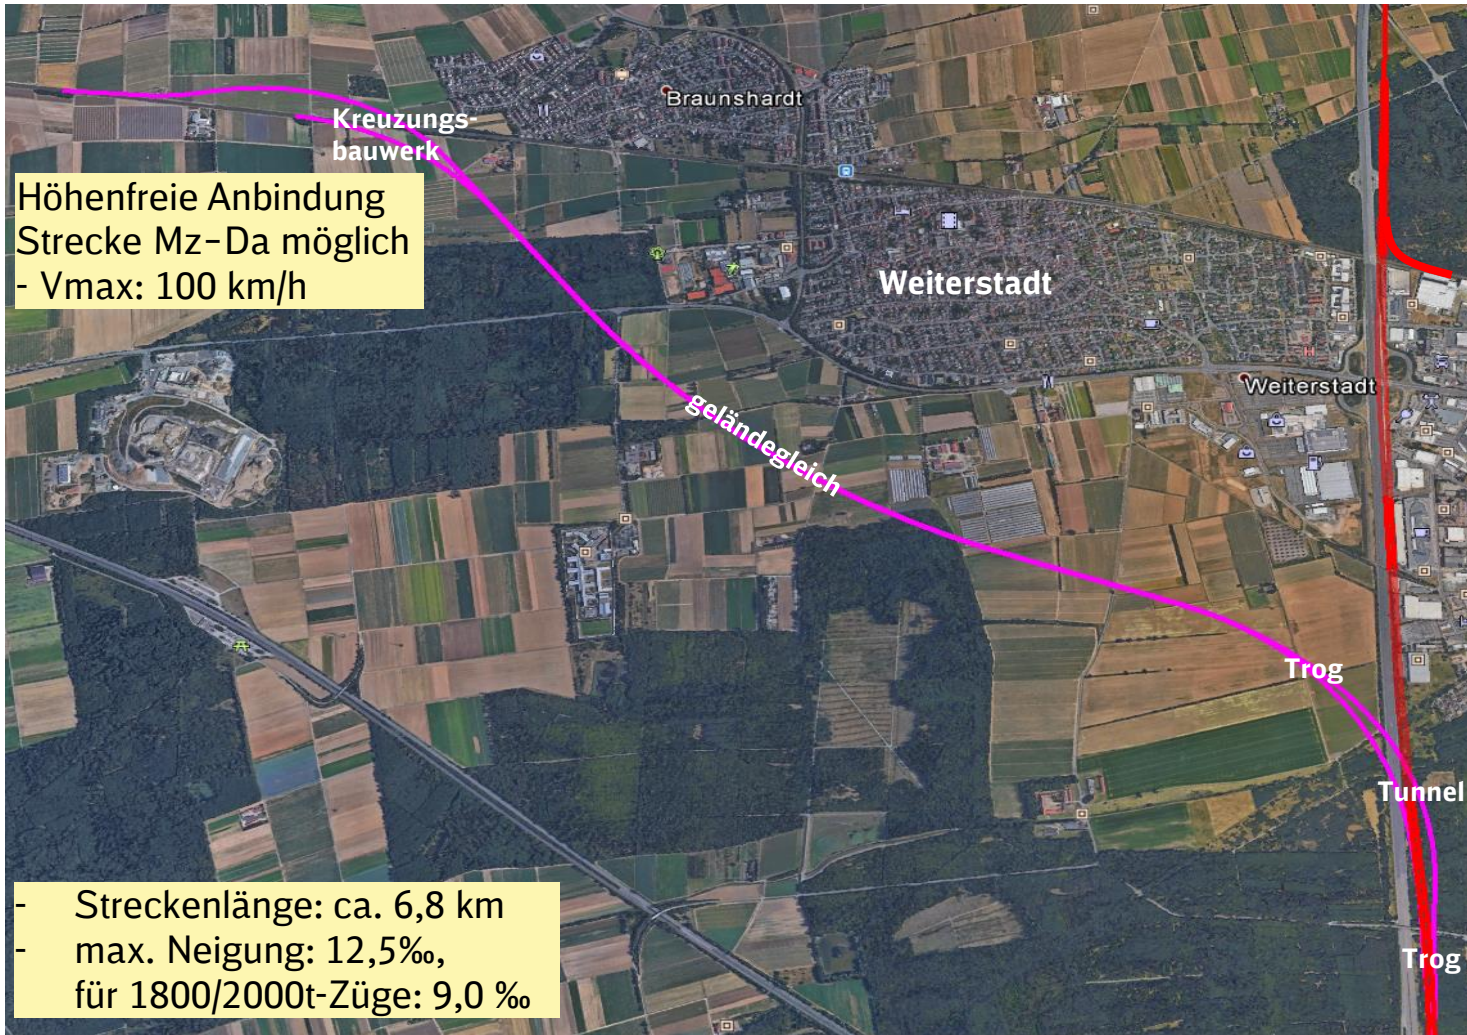 Braunshardt
Kreuzungs-
bauwerk
Höhenfreie Anbindung
Strecke Mz-Da möglich
- Vmax: 100 km/h
Weiterstadt
Weiterstadt
geländegleich
Trog
Tunnel
- Streckenlänge: ca. 6,8 km
- max. Neigung: 12,5‰,
für 1800/2000t-Züge: 9,0 ‰
Trog